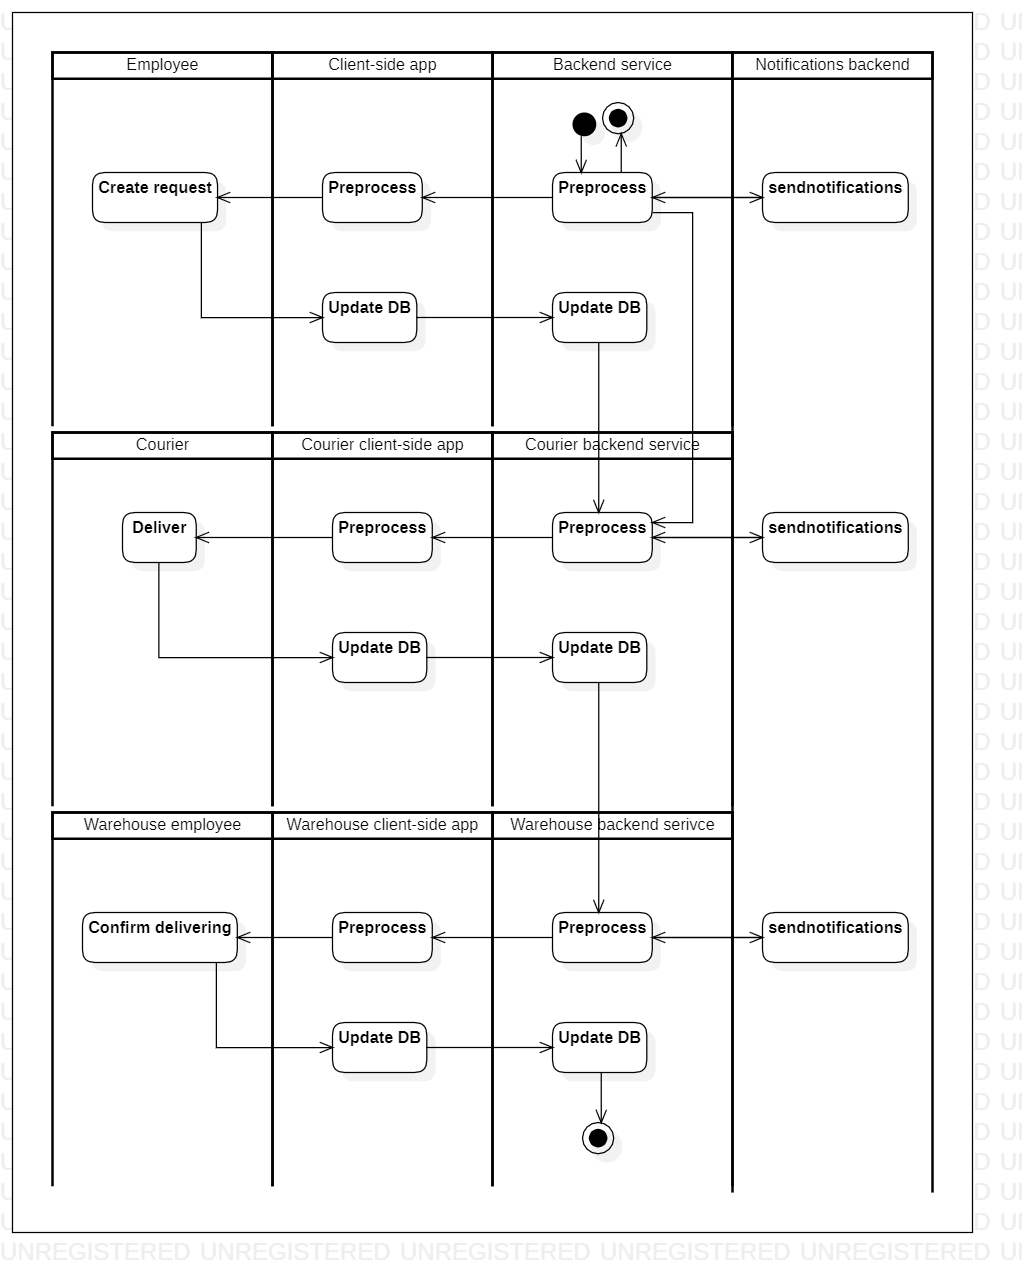 Employee
Client-side app
Backend service
Notifications backend
Create request
Preprocess
Preprocess
sendnotifications
Update DB
Update DB
Courier
Courier client-side app
Courier backend service
Deliver
Preprocess
Preprocess
sendnotifications
Update DB
Update DB
Warehouse employee
Warehouse client-side app
Warehouse backend serivce
Confirm delivering
Preprocess
Preprocess
sendnotifications
Update DB
Update DB
UNREGISTERED UNREGISTERED UNREGISTERED UNREGISTERED UNREGISTERED UI